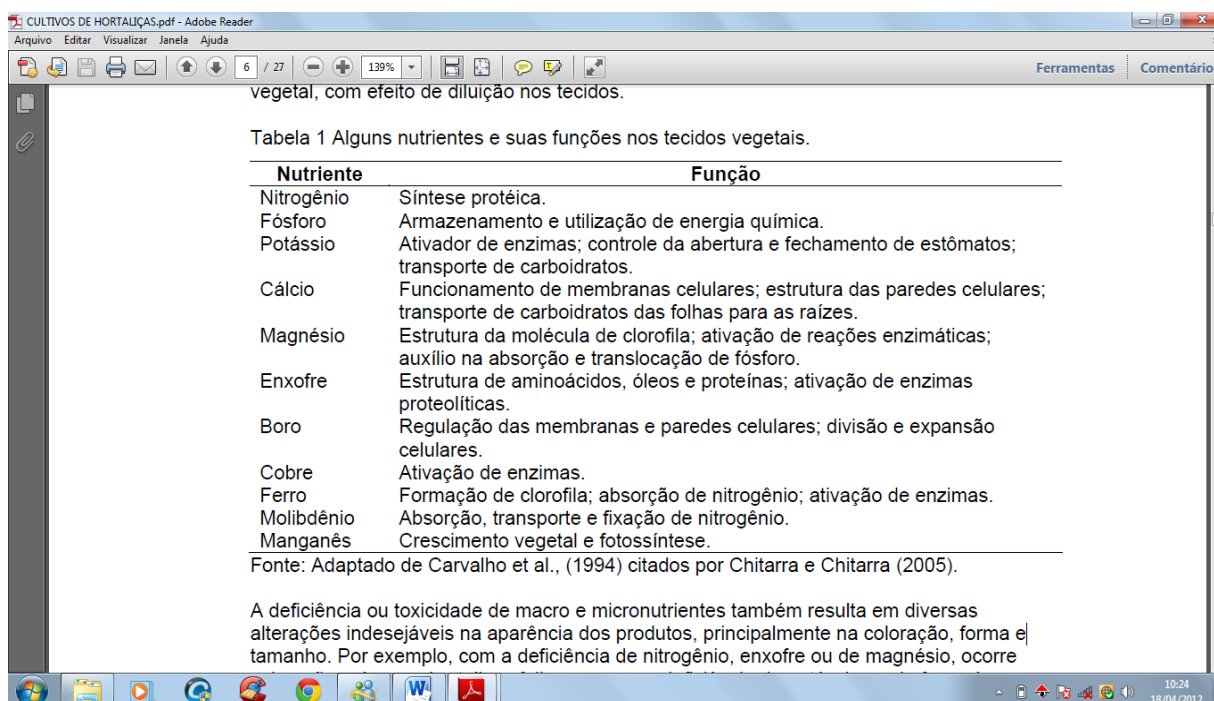 CULTIVOS DE HORTALIÇAS.pdf - Adobe Reader
Arquivo Editar Visualizar Janela Ajuda
6 / 27 139% Ferramentas Comentário
vegetal, com efeito de diluição nos tecidos.
Tabela 1 Alguns nutrientes e suas funções nos tecidos vegetais.
Nutriente Função
Nitrogênio Síntese protéica.
Fósforo Armazenamento e utilização de energia química.
Potássio Ativador de enzimas; controle da abertura e fechamento de estômatos;
transporte de carboidratos.
Cálcio Funcionamento de membranas celulares; estrutura das paredes celulares;
transporte de carboidratos das folhas para as raízes.
Magnésio Estrutura da molécula de clorofila; ativação de reações enzimáticas;
auxílio na absorção e translocação de fósforo.
Enxofre Estrutura de aminoácidos, óleos e proteínas; ativação de enzimas
proteolíticas.
Boro Regulação das membranas e paredes celulares; divisão e expansão
celulares.
Cobre Ativação de enzimas.
Ferro Formação de clorofila; absorção de nitrogênio; ativação de enzimas.
Molibdênio Absorção, transporte e fixação de nitrogênio.
Manganês Crescimento vegetal e fotossíntese.
Fonte: Adaptado de Carvalho et al., (1994) citados por Chitarra e Chitarra (2005).
A deficiência ou toxicidade de macro e micronutrientes também resulta em diversas
alterações indesejáveis na aparência dos produtos, principalmente na coloração, forma e
tamanho. Por exemplo, com a deficiência de nitrogênio, enxofre ou de magnésio, ocorre
10:24
18/04/2012